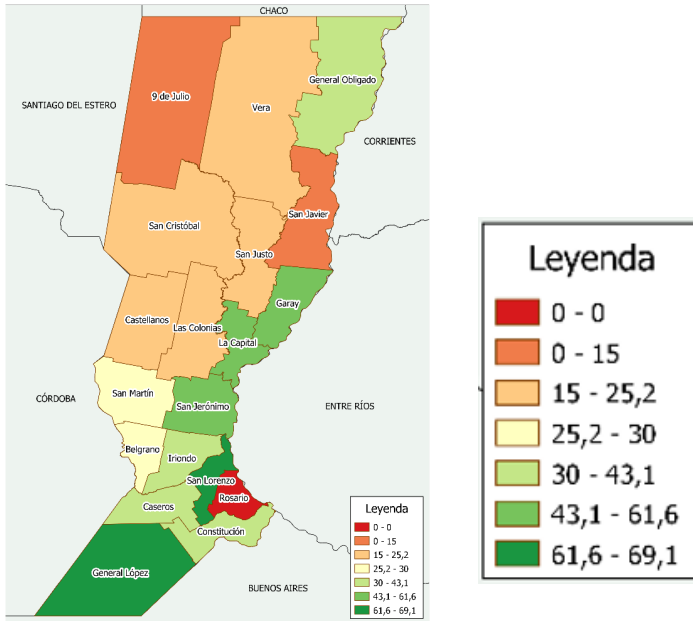 CHACO
9 de Julio
General Obligado
SANTIAGO DEL ESTERO
Vera
CORRIENTES
San Javier
San Cristóbal
San Justo
Garay
Castellanos
Las Colonias
La Capital
San Martín
CÓRDOBA
San Jerónimo
ENTRE RÍOS
Belgrano
Iriondo
San Lorenzo
Rosario
Caseros
Constitución
General López
BUENOS AIRES
Leyenda
0 - 0
0 - 15
15 - 25,2
25,2 - 30
30 - 43,1
43,1 - 61,6
61,6 - 69,1
Leyenda
0 - 0
0 - 15
15 - 25,2
25,2 - 30
30 - 43,1
43,1 - 61,6
61,6 - 69,1